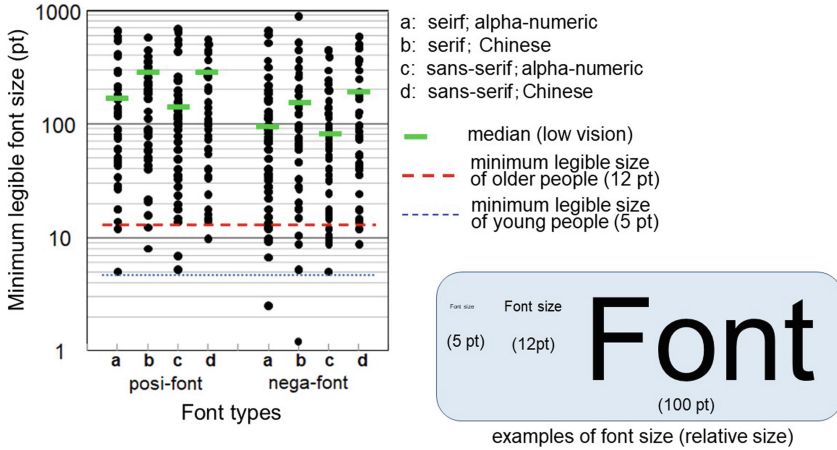 Minimum legible font size (pt)
1000
100
10
1
a b c d a b c d
posi-font nega-font
Font types
a: seirf; alpha-numeric
b: serif; Chinese
c: sans-serif; alpha-numeric
d: sans-serif; Chinese
median (low vision)
minimum legible size
of older people (12 pt)
minimum legible size
of young people (5 pt)
Font size Font size Font
(5 pt) (12pt)
(100 pt)
examples of font size (relative size)